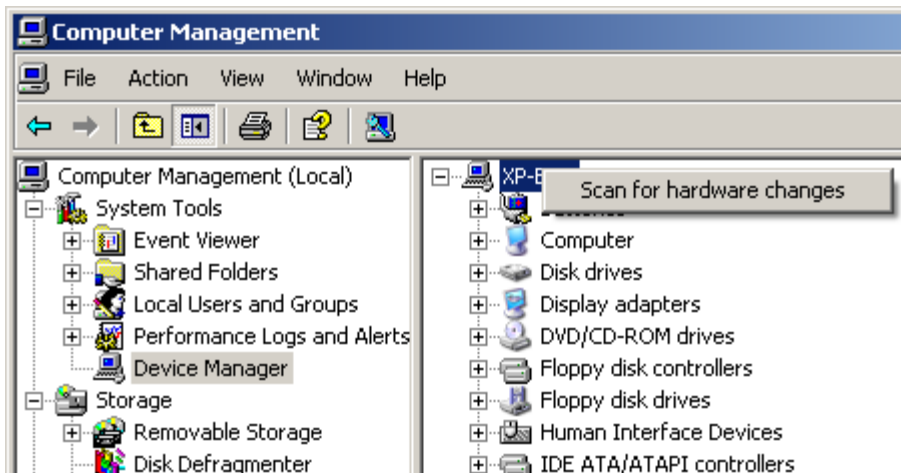 Computer Management
File Action View Window Help
Computer Management (Local)
System Tools
Event Viewer
Shared Folders
Local Users and Groups
Performance Logs and Alerts
Device Manager
Storage
Removable Storage
Disk Defragmenter
Scan for hardware changes
Computer
Disk drives
Display adapters
DVD/CD-ROM drives
Floppy disk controllers
Floppy disk drives
Human Interface Devices
IDE ATA/ATAPI controllers